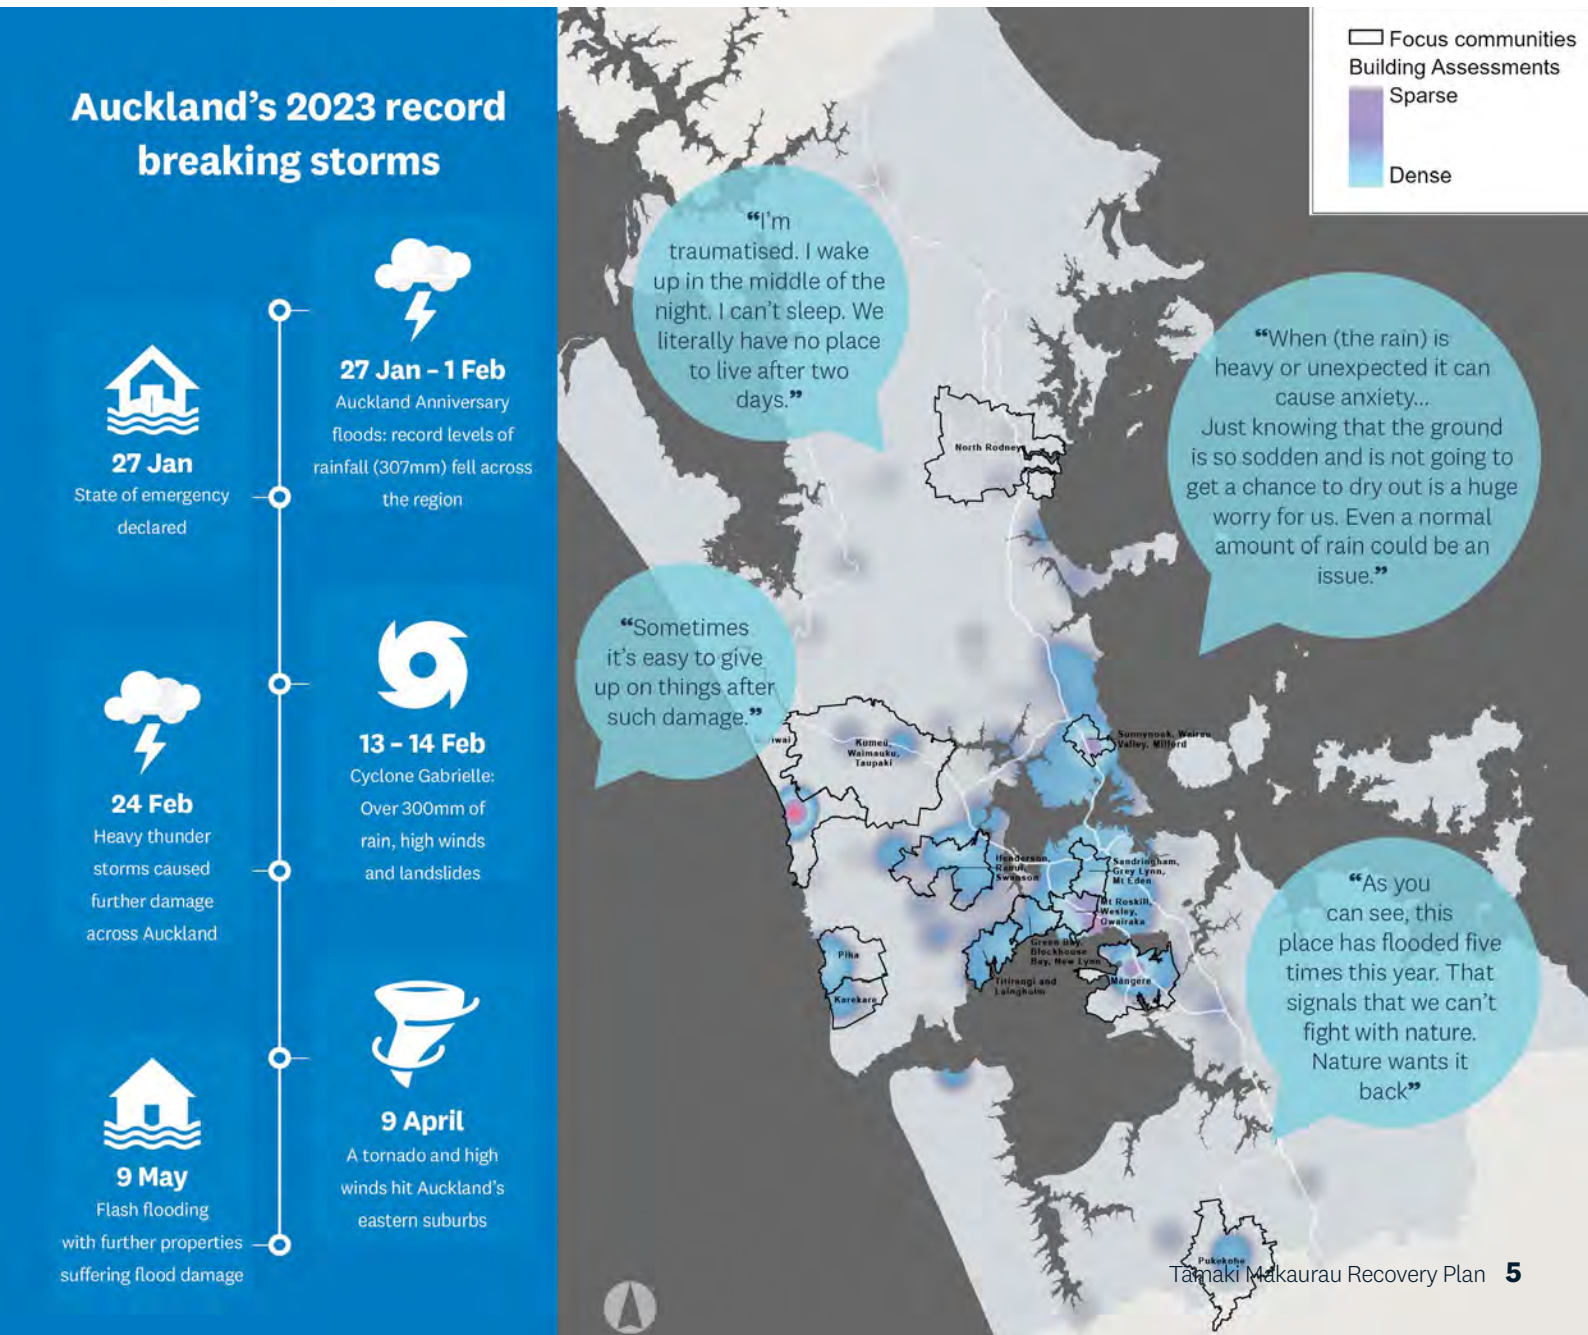 Auckland's 2023 record
breaking storms
27 Jan – 1 Feb
Auckland Anniversary
floods: record levels of
rainfall (307mm) fell across
the region
27 Jan
State of emergency
declared
13 – 14 Feb
Cyclone Gabrielle:
Over 300mm of
rain, high winds
and landslides
24 Feb
Heavy thunder
storms caused
further damage
across Auckland
9 April
A tornado and high
winds hit Auckland's
eastern suburbs
9 May
Flash flooding
with further properties
suffering flood damage
Focus communities
Building Assessments
Sparse
Dense
“I'm
traumatised. I wake
up in the middle of the
night. I can't sleep. We
literally have no place
to live after two
days.”
“When (the rain) is
heavy or unexpected it can
cause anxiety...
Just knowing that the ground
is so sodden and is not going to
get a chance to dry out is a huge
worry for us. Even a normal
amount of rain could be an
issue.”
“Sometimes
it's easy to give
up on things after
such damage.”
“As you
can see, this
place has flooded five
times this year. That
signals that we can't
fight with nature.
Nature wants it
back”
North Rodney
Kumeu,
Waimauku,
Taupaki
Sunnynook, Wairau
Valley, Milford
Henderson,
Ranui,
Swanson
Sandringham,
Grey Lynn,
Mt Eden
Mt Roskill,
Wesley,
Owairaka
Green Bay,
Blockhouse
Bay, New Lynn
Titirangi and
Laingholm
Māngere
Piha
Karekare
Pukekohe
Tāmaki Makaurau Recovery Plan 5